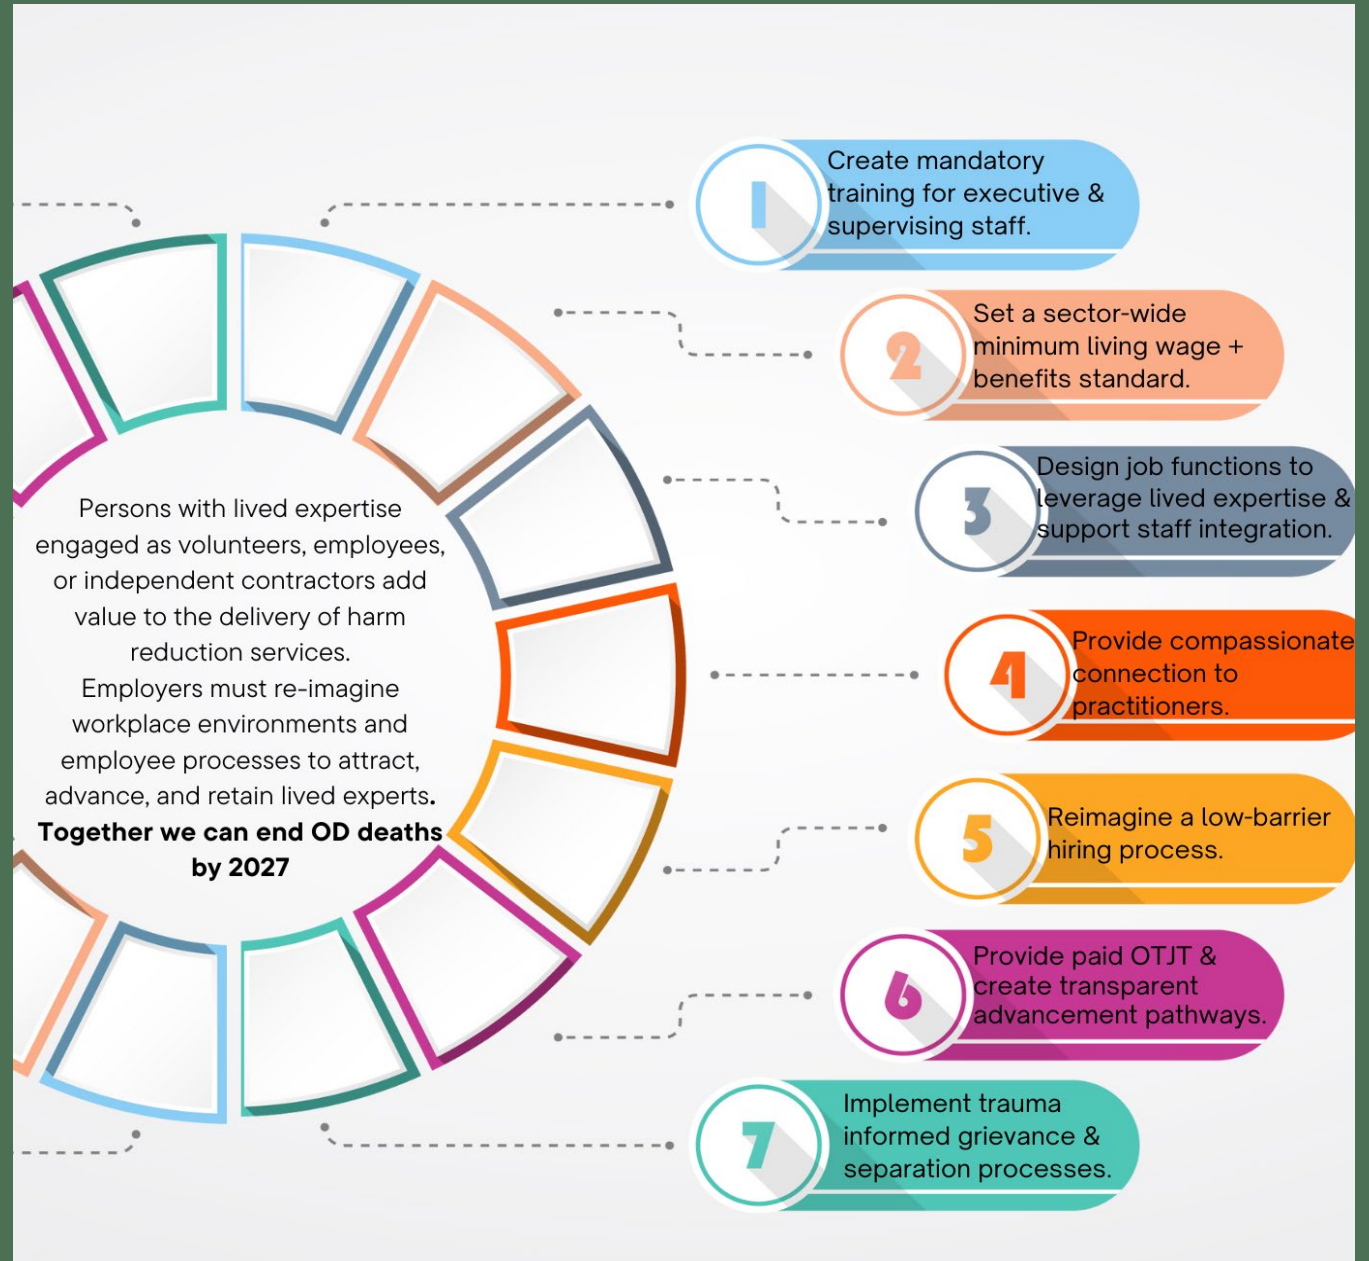 1
Create mandatory
training for executive &
supervising staff.
2
Set a sector-wide
minimum living wage +
benefits standard.
3
Design job functions to
leverage lived expertise &
support staff integration.
4
Provide compassionate
connection to
practitioners.
5
Reimagine a low-barrier
hiring process.
6
Provide paid OTJT &
create transparent
advancement pathways.
7
Implement trauma
informed grievance &
separation processes.
Persons with lived expertise
engaged as volunteers, employees,
or independent contractors add
value to the delivery of harm
reduction services.
Employers must re-imagine
workplace environments and
employee processes to attract,
advance, and retain lived experts.
Together we can end OD deaths
by 2027